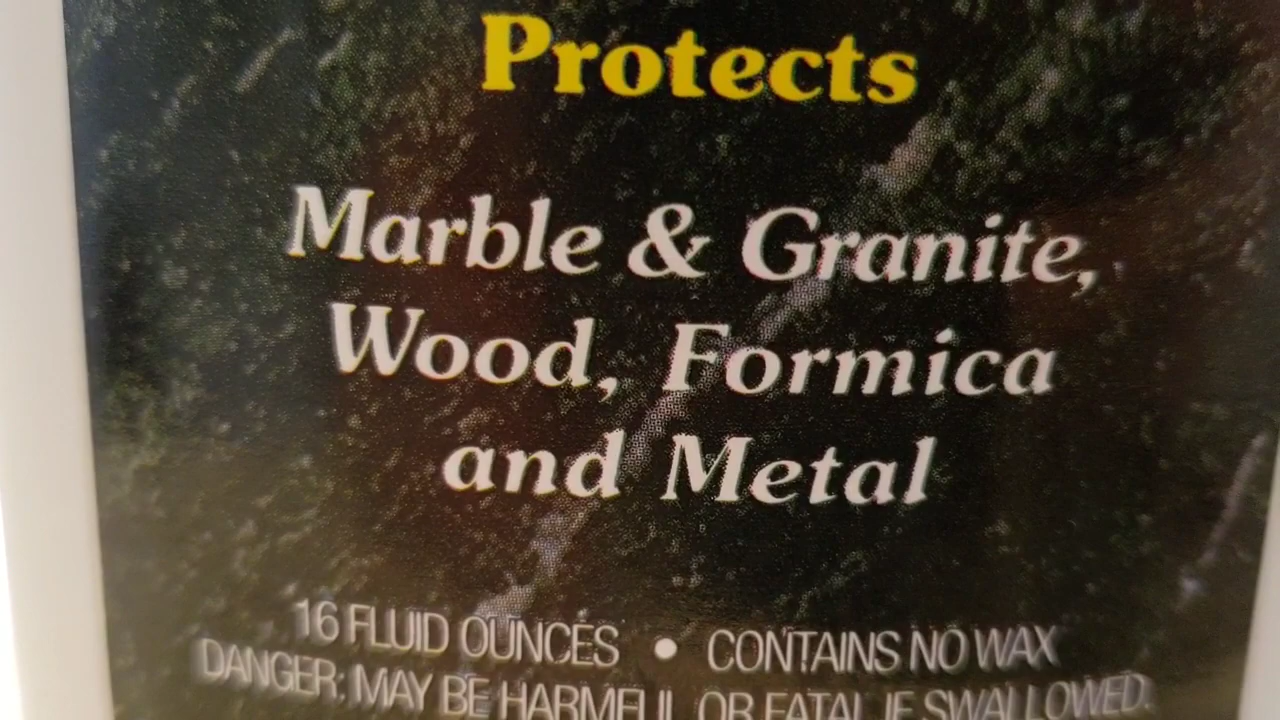 Protects
Marble & Granite,
Wood, Formica
and Metal
16 FLUID OUNCES • CONTAINS NO WAX
DANGER: MAY BE HARMFUL OR FATAL IF SWALLOWED.